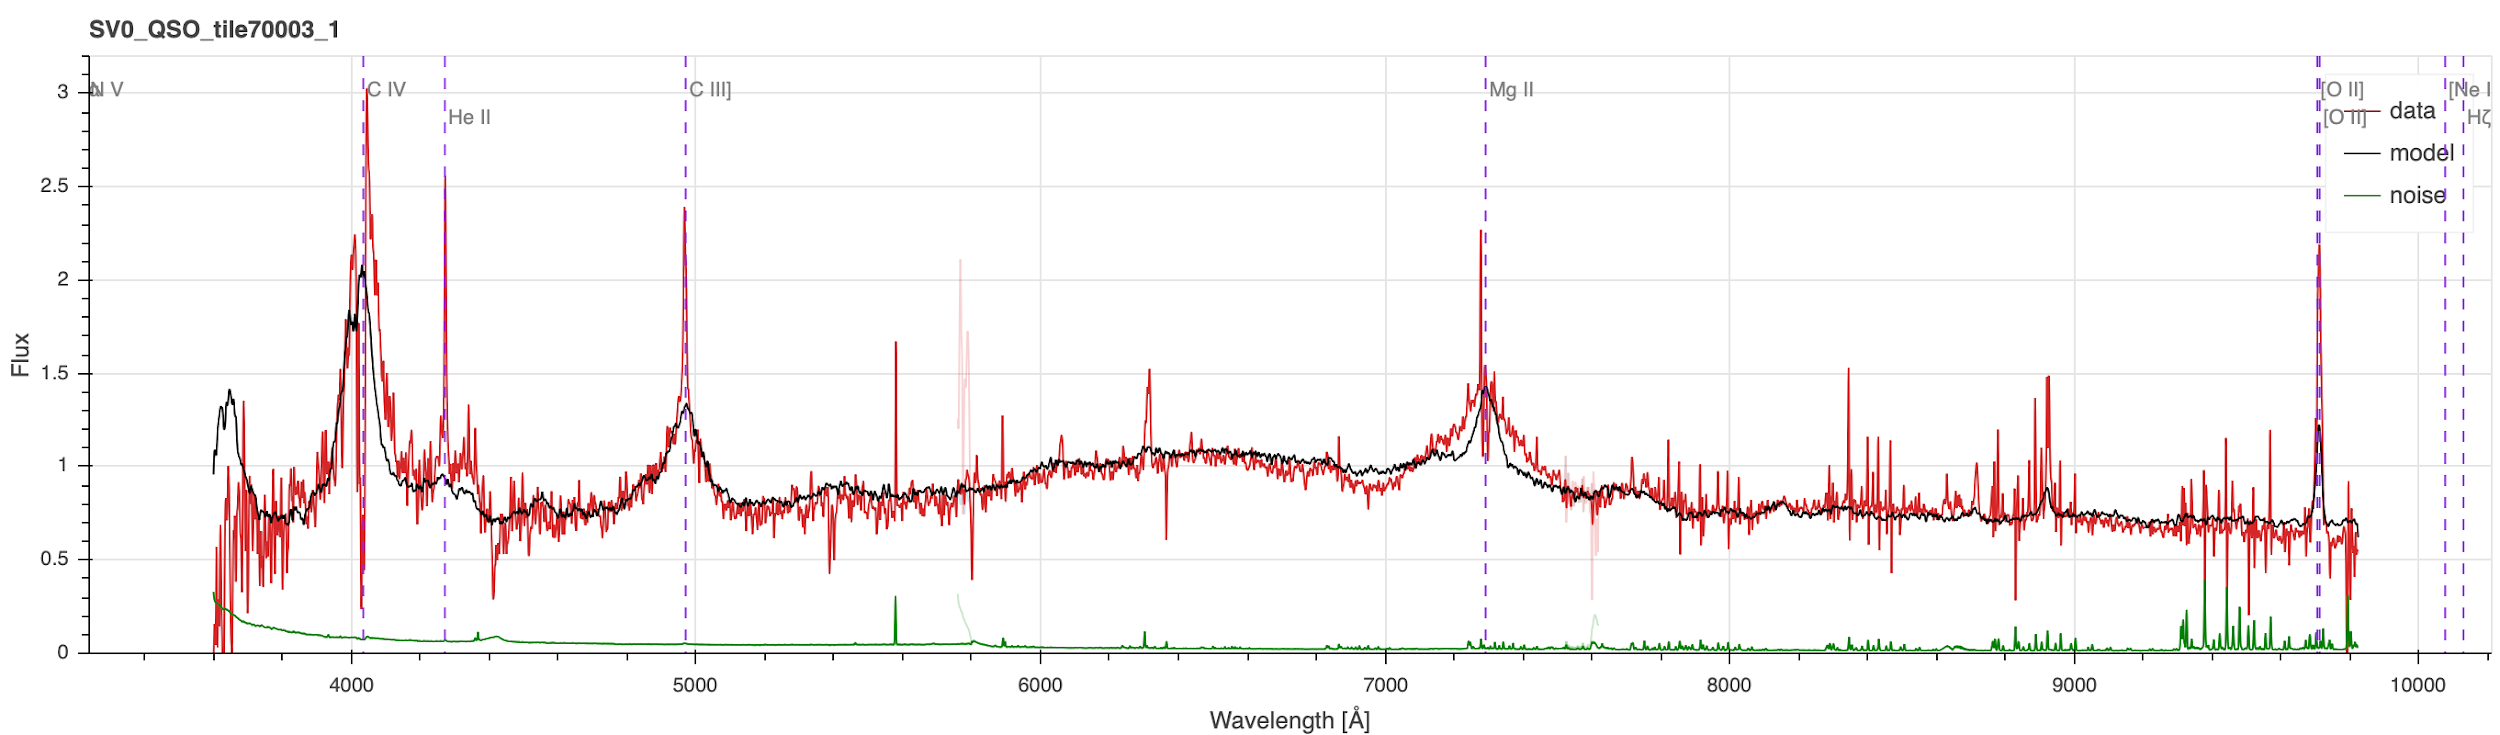 SV0_QSO_tile70003_1
N V
C IV
He II
C III]
Mg II
[O II]
[O II]
[Ne I
Hζ
data
model
noise
3
2.5
2
1.5
1
0.5
0
Flux
4000 5000 6000 7000 8000 9000 10000
Wavelength [Å]